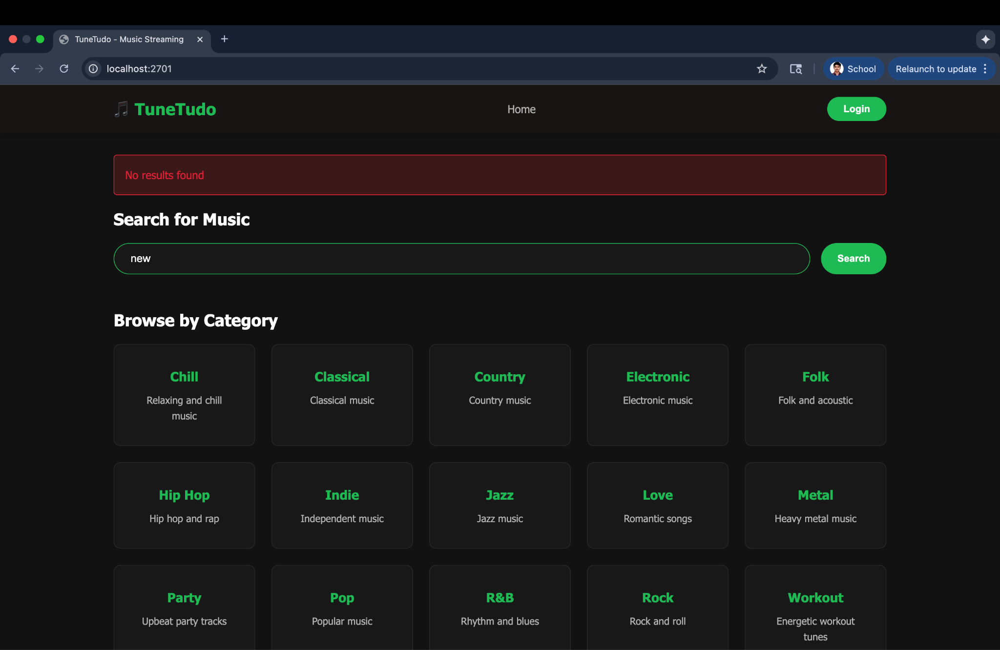 TuneTudo - Music Streaming
localhost:2701
School
Relaunch to update
TuneTudo
Home
Login
No results found
Search for Music
new
Search
Browse by Category
Chill
Relaxing and chill
music
Classical
Classical music
Country
Country music
Electronic
Electronic music
Folk
Folk and acoustic
Hip Hop
Hip hop and rap
Indie
Independent music
Jazz
Jazz music
Love
Romantic songs
Metal
Heavy metal music
Party
Upbeat party tracks
Pop
Popular music
R&B
Rhythm and blues
Rock
Rock and roll
Workout
Energetic workout
tunes